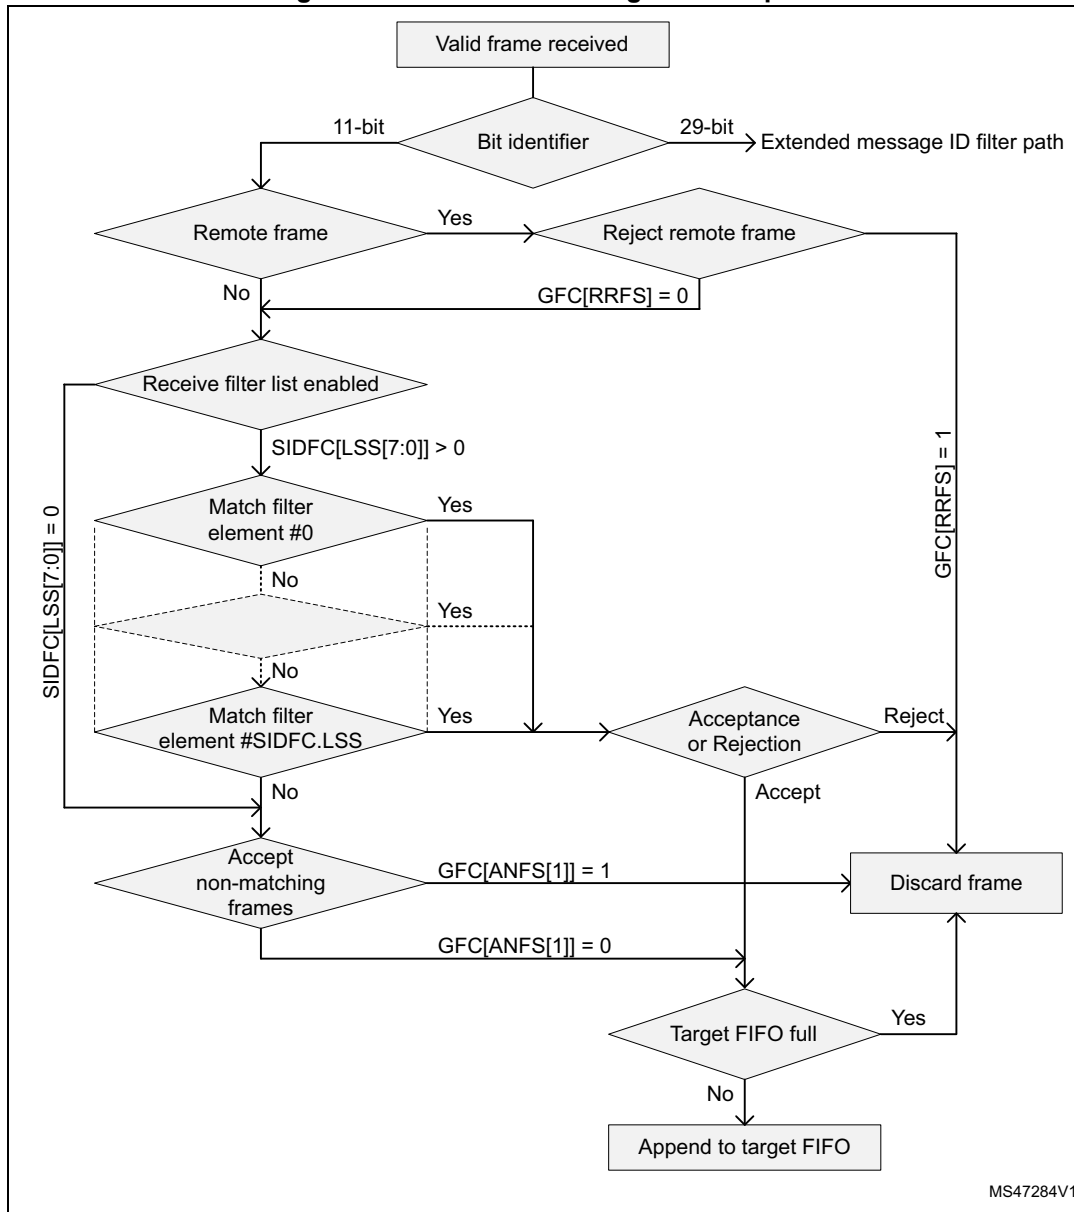 Valid frame received
11-bit
Bit identifier
29-bit
Extended message ID filter path
Remote frame
Yes
Reject remote frame
No
GFC[RRFS] = 0
Receive filter list enabled
SIDFC[LSS[7:0]] > 0
SIDFC[LSS[7:0]] = 0
GFC[RRFS] = 1
Match filter
element #0
Yes
No
Yes
No
Match filter
element #SIDFC.LSS
Yes
Acceptance
or Rejection
Reject
No
Accept
Accept
non-matching
frames
GFC[ANFS[1]] = 1
Discard frame
GFC[ANFS[1]] = 0
Target FIFO full
Yes
No
Append to target FIFO
MS47284V1